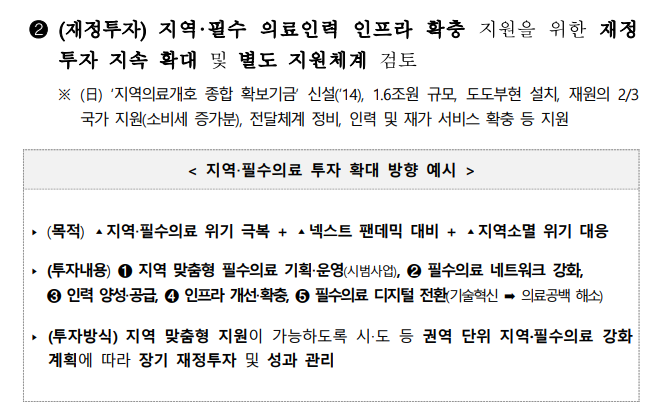 ❷ (재정투자) 지역·필수 의료인력 인프라 확충 지원을 위한 재정
투자 지속 확대 및 별도 지원체계 검토
※ (日) ‘지역의료개호 종합 확보기금’ 신설(‘14), 1.6조원 규모, 도도부현 설치, 재원의 2/3
국가 지원(소비세 증가분), 전달체계 정비, 인력 및 재가 서비스 확충 등 지원
< 지역·필수의료 투자 확대 방향 예시 >
▸ (목적) ▲지역·필수의료 위기 극복 + ▲넥스트 팬데믹 대비 + ▲지역소멸 위기 대응
▸ (투자내용) ❶ 지역 맞춤형 필수의료 기획·운영(시범사업), ❷ 필수의료 네트워크 강화,
❸ 인력 양성·공급, ❹ 인프라 개선·확충, ❺ 필수의료 디지털 전환(기술혁신 ➡ 의료공백 해소)
▸ (투자방식) 지역 맞춤형 지원이 가능하도록 시·도 등 권역 단위 지역·필수의료 강화
계획에 따라 장기 재정투자 및 성과 관리